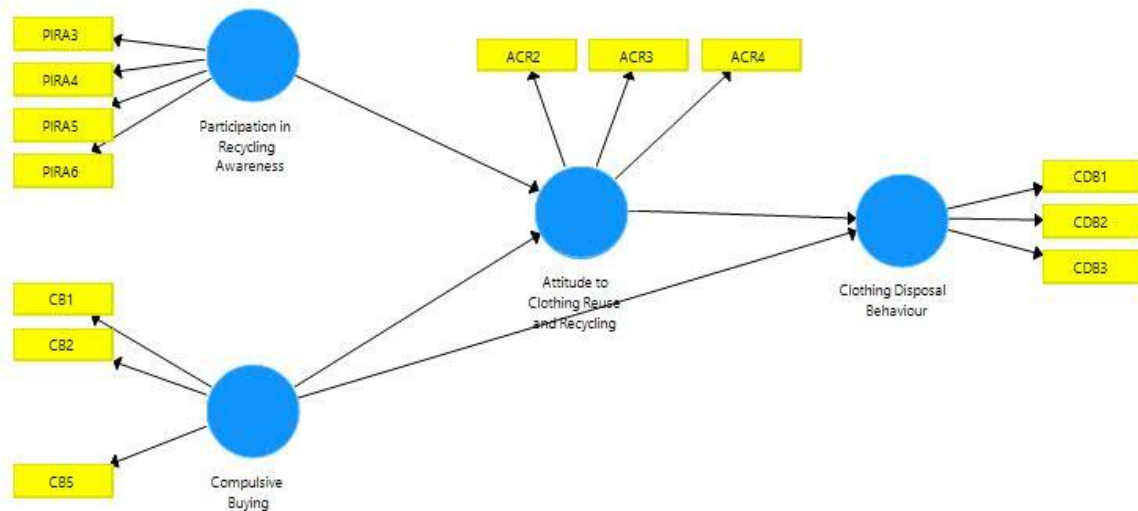 PIRA3
PIRA4
PIRA5
PIRA6
Participation in
Recycling
Awareness
ACR2
ACR3
ACR4
Attitude to
Clothing Reuse
and Recycling
CDB1
CDB2
CDB3
Clothing Disposal
Behaviour
CB1
CB2
CB5
Compulsive
Buying